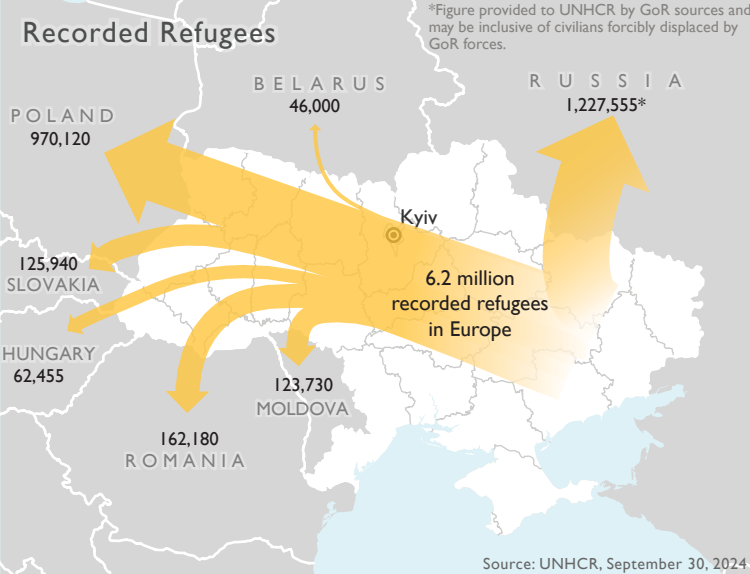 *Figure provided to UNHCR by GoR sources and
may be inclusive of civilians forcibly displaced by
GoR forces.
Recorded Refugees
BELARUS
46,000
RUSSIA
1,227,555*
POLAND
970,120
Kyiv
125,940
SLOVAKIA
6.2 million
recorded refugees
in Europe
HUNGARY
62,455
123,730
MOLDOVA
162,180
ROMANIA
Source: UNHCR, September 30, 2024